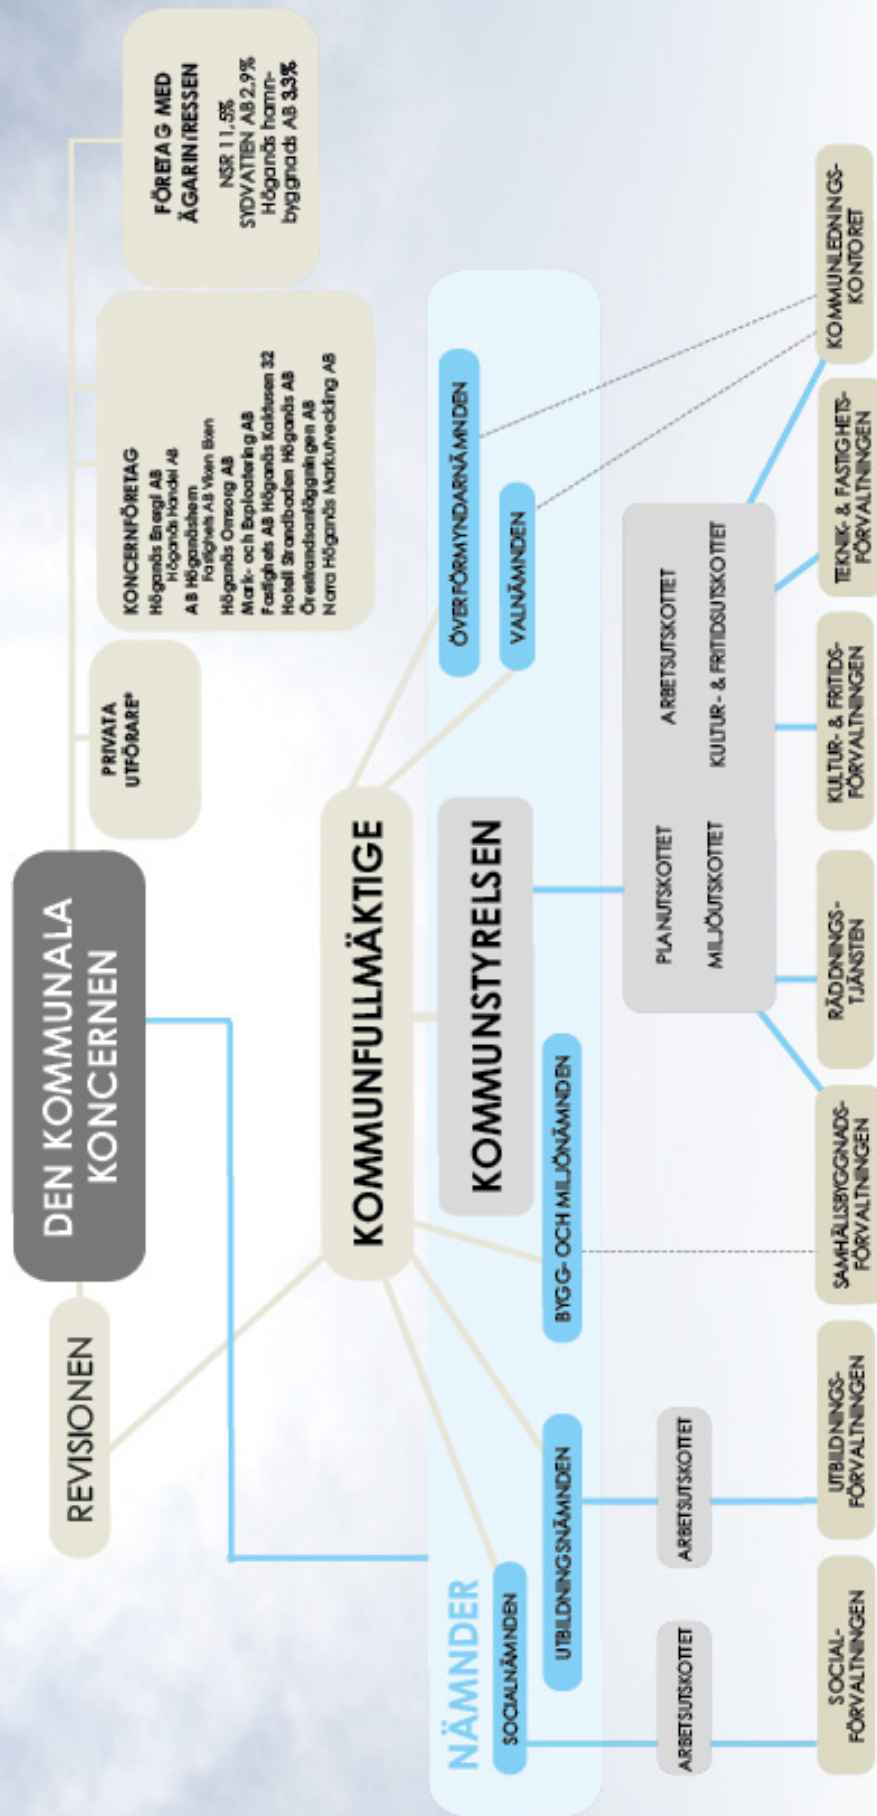 DEN KOMMUNALA
KONCERNEN
REVISIONEN
PRIVATA
UTFÖRARE*
KONCERNFÖRETAG
Höganäs Energi AB
Höganäs Handel AB
AB Höganäshem
Fastighets AB Viken Eken
Höganäs Omsorg AB
Mark- och Exploatering AB
Fastighets AB Höganäs Kaktusen 32
Hotell Strandbaden Höganäs AB
Örestrandsanläggningen AB
Norra Höganäs Markutveckling AB
FÖRETAG MED
ÄGARINTRESSEN
NSR 11,5%
SYDVATTEN AB 2,9%
Höganäs hamn-
byggnads AB 3,3%
KOMMUNFULLMÄKTIGE
NÄMNDER
KOMMUNSTYRELSEN
SOCIALNÄMNDEN
UTBILDNINGSNÄMNDEN
BYGG- OCH MILJÖNÄMNDEN
ÖVERFÖRMYNDARNÄMNDEN
VALNÄMNDEN
ARBETSUTSKOTTET
ARBETSUTSKOTTET
PLANUTSKOTTET
ARBETSUTSKOTTET
MILJÖUTSKOTTET
KULTUR- & FRITIDSUTSKOTTET
SOCIAL-
FÖRVALTNINGEN
UTBILDNINGS-
FÖRVALTNINGEN
SAMHÄLLSBYGGNADS-
FÖRVALTNINGEN
RÄDDNINGS-
TJÄNSTEN
KULTUR- & FRITIDS-
FÖRVALTNINGEN
TEKNIK- & FASTIGHETS-
FÖRVALTNINGEN
KOMMUNLEDNINGS-
KONTORET